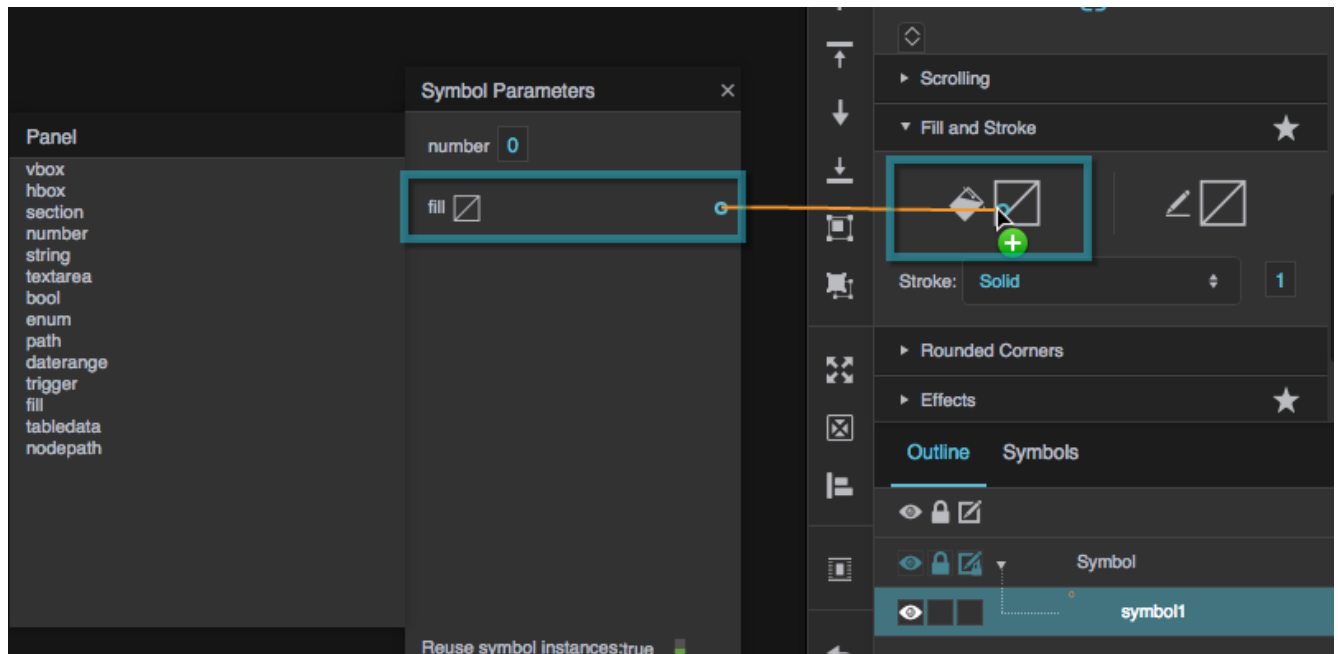 Panel
vbox
hbox
section
number
string
textarea
bool
enum
path
daterange
trigger
fill
tabledata
nodepath
Symbol Parameters
number 0
fill
Reuse symbol instances:true
Scrolling
Fill and Stroke
Stroke: Solid 1
Rounded Corners
Effects
Outline Symbols
Symbol
symbol1